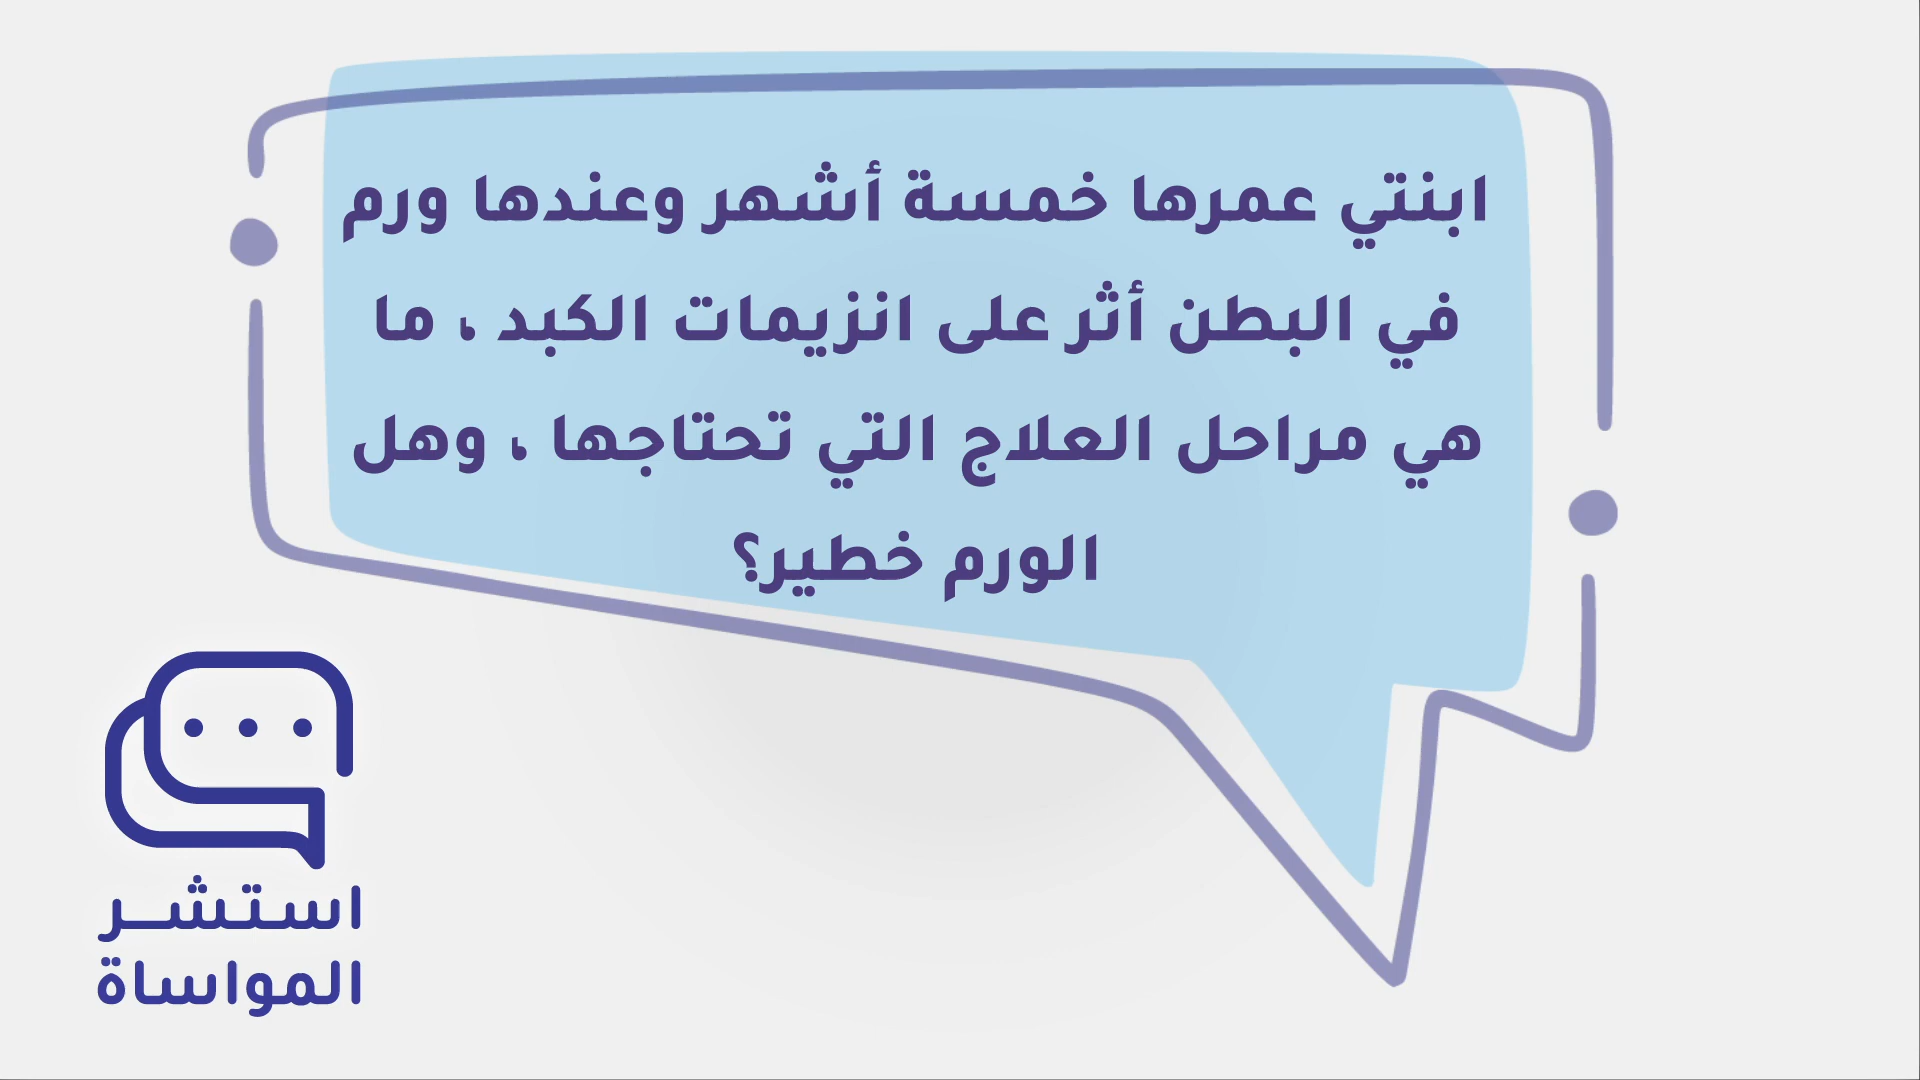 ابنتي عمرها خمسة أشهر وعندها ورم
في البطن أثر على انزيمات الكبد ، ما
هي مراحل العلاج التي تحتاجها ، وهل
الورم خطير؟
استشر
المواساة